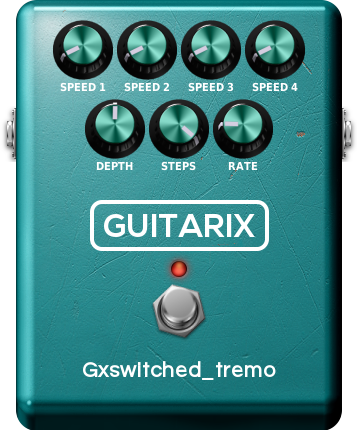 SPEED 1 SPEED 2 SPEED 3 SPEED 4
DEPTH STEPS RATE
GUITARIX
Gxswitched_tremo